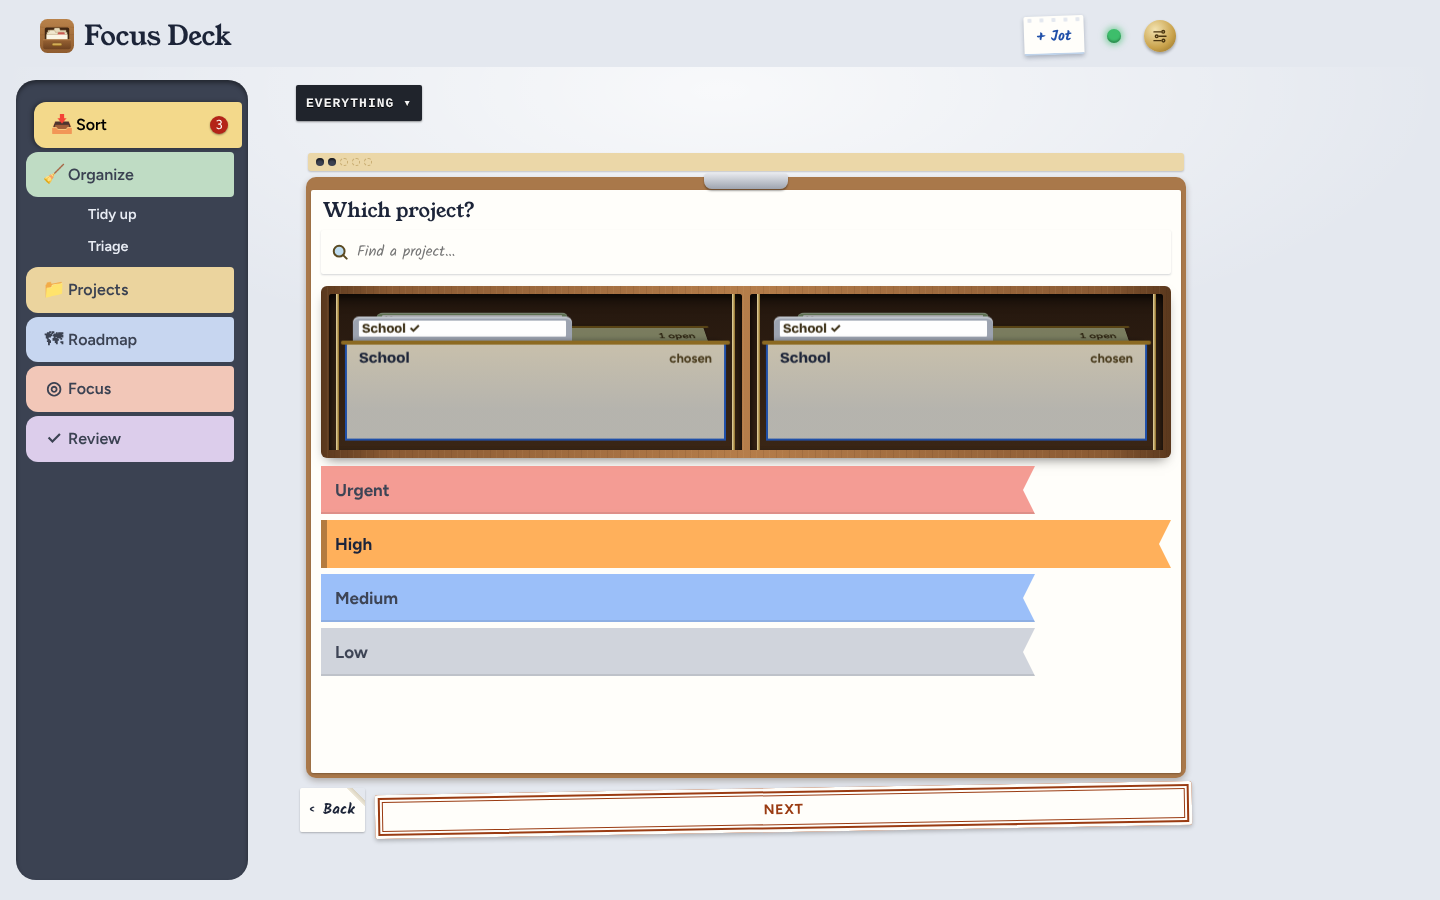 Focus Deck
+ Jot
EVERYTHING ▾
Sort
3
Organize
Tidy up
Triage
Projects
Roadmap
Focus
Review
Which project?
Find a project...
School ✓
1 open
School
chosen
School ✓
1 open
School
chosen
Urgent
High
Medium
Low
‹ Back
NEXT